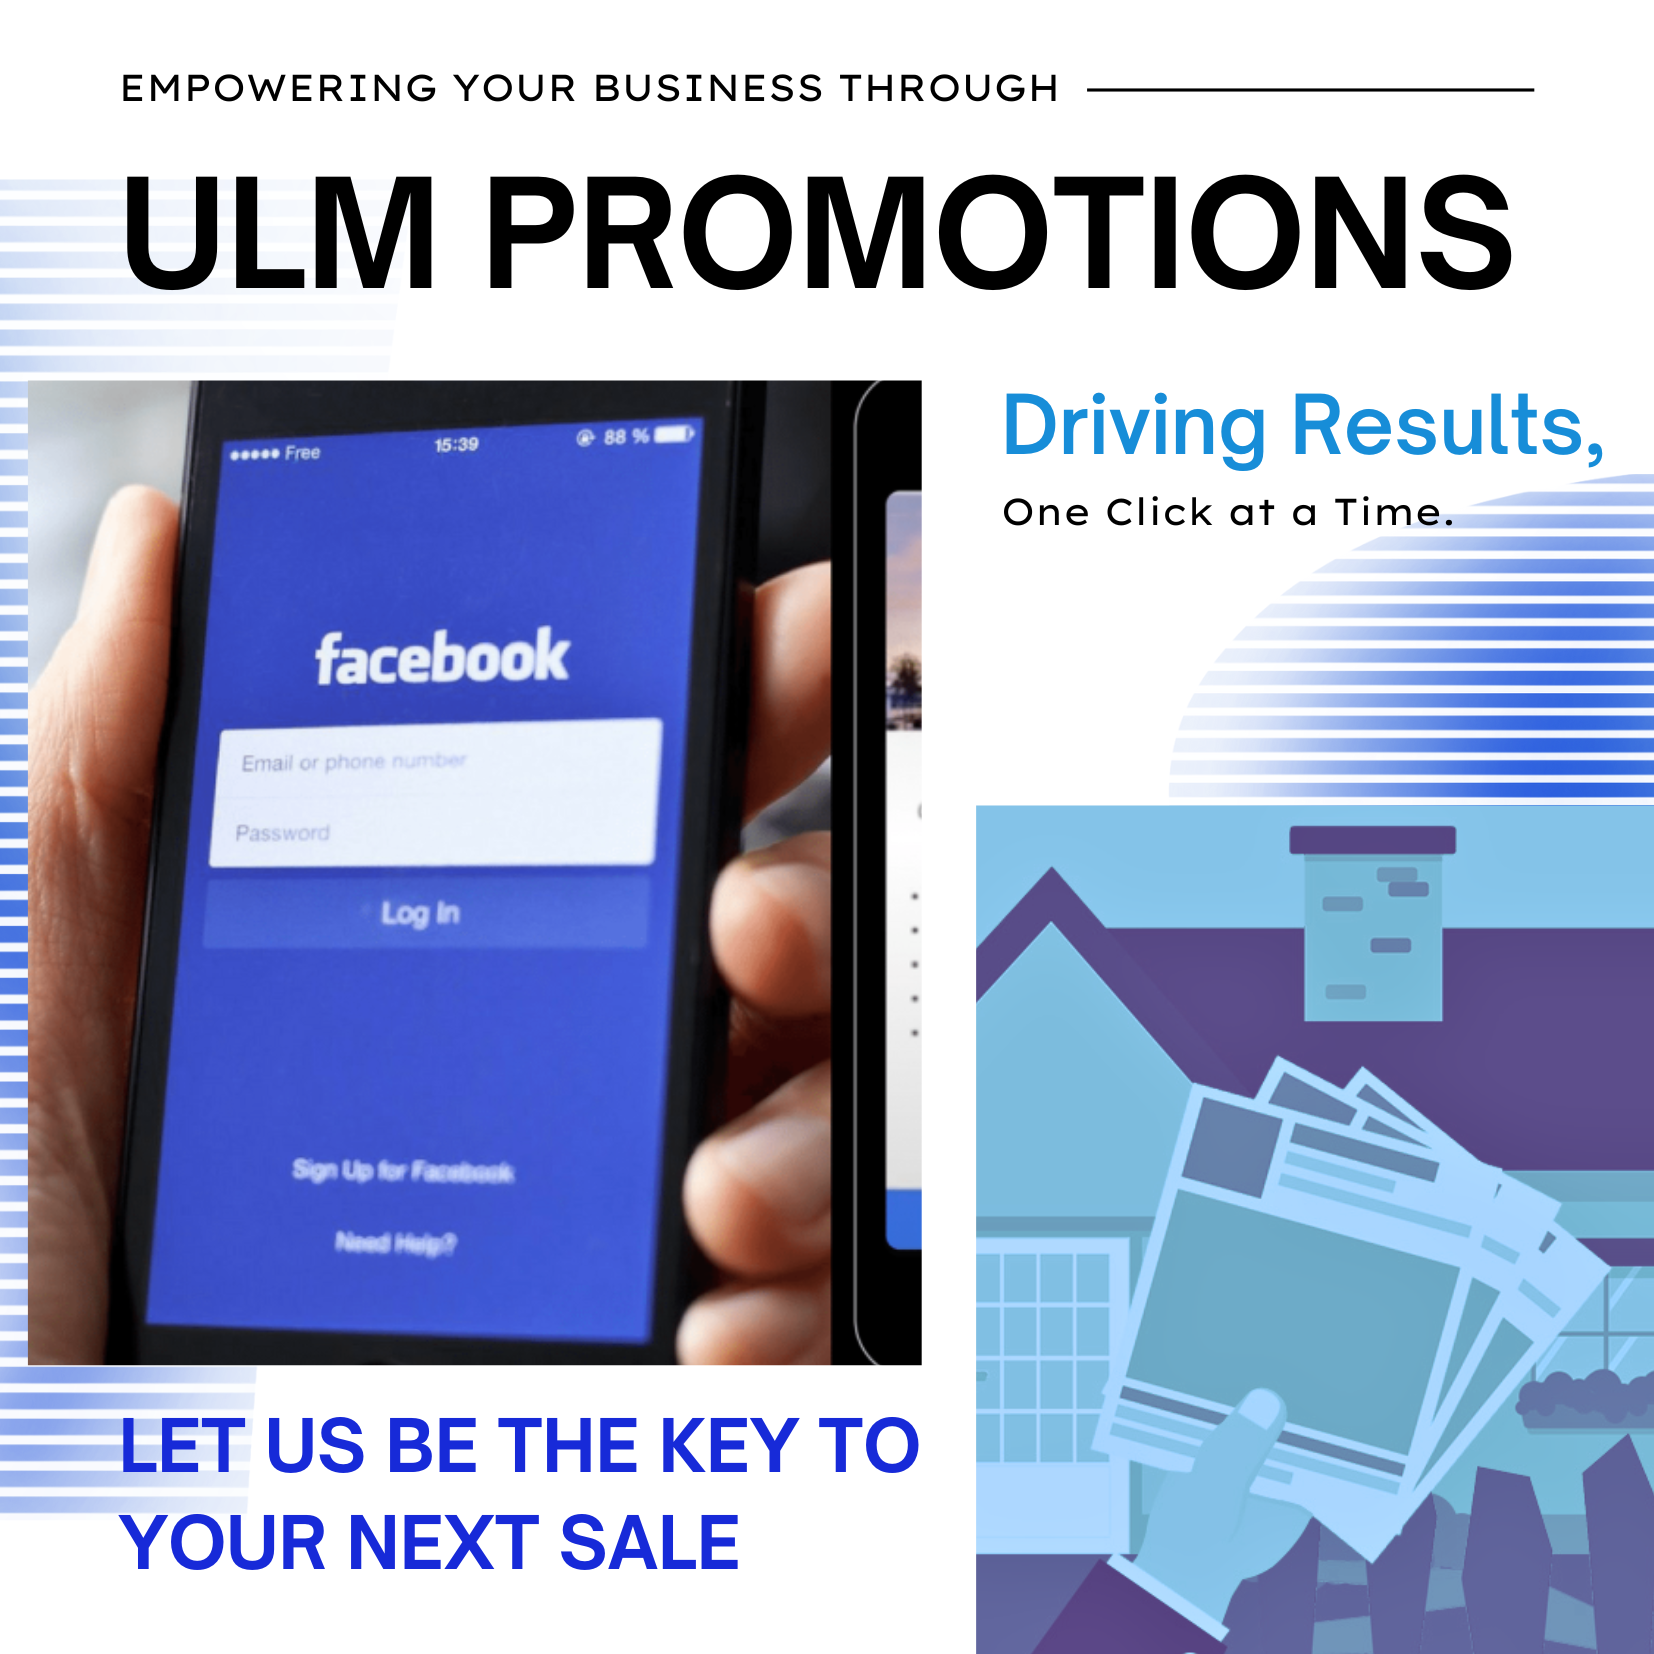 EMPOWERING YOUR BUSINESS THROUGH
ULM PROMOTIONS
Driving Results,
One Click at a Time.
Free 15:39 88 %
facebook
Email or phone number
Password
Log In
Sign Up for Facebook
Need Help?
LET US BE THE KEY TO
YOUR NEXT SALE